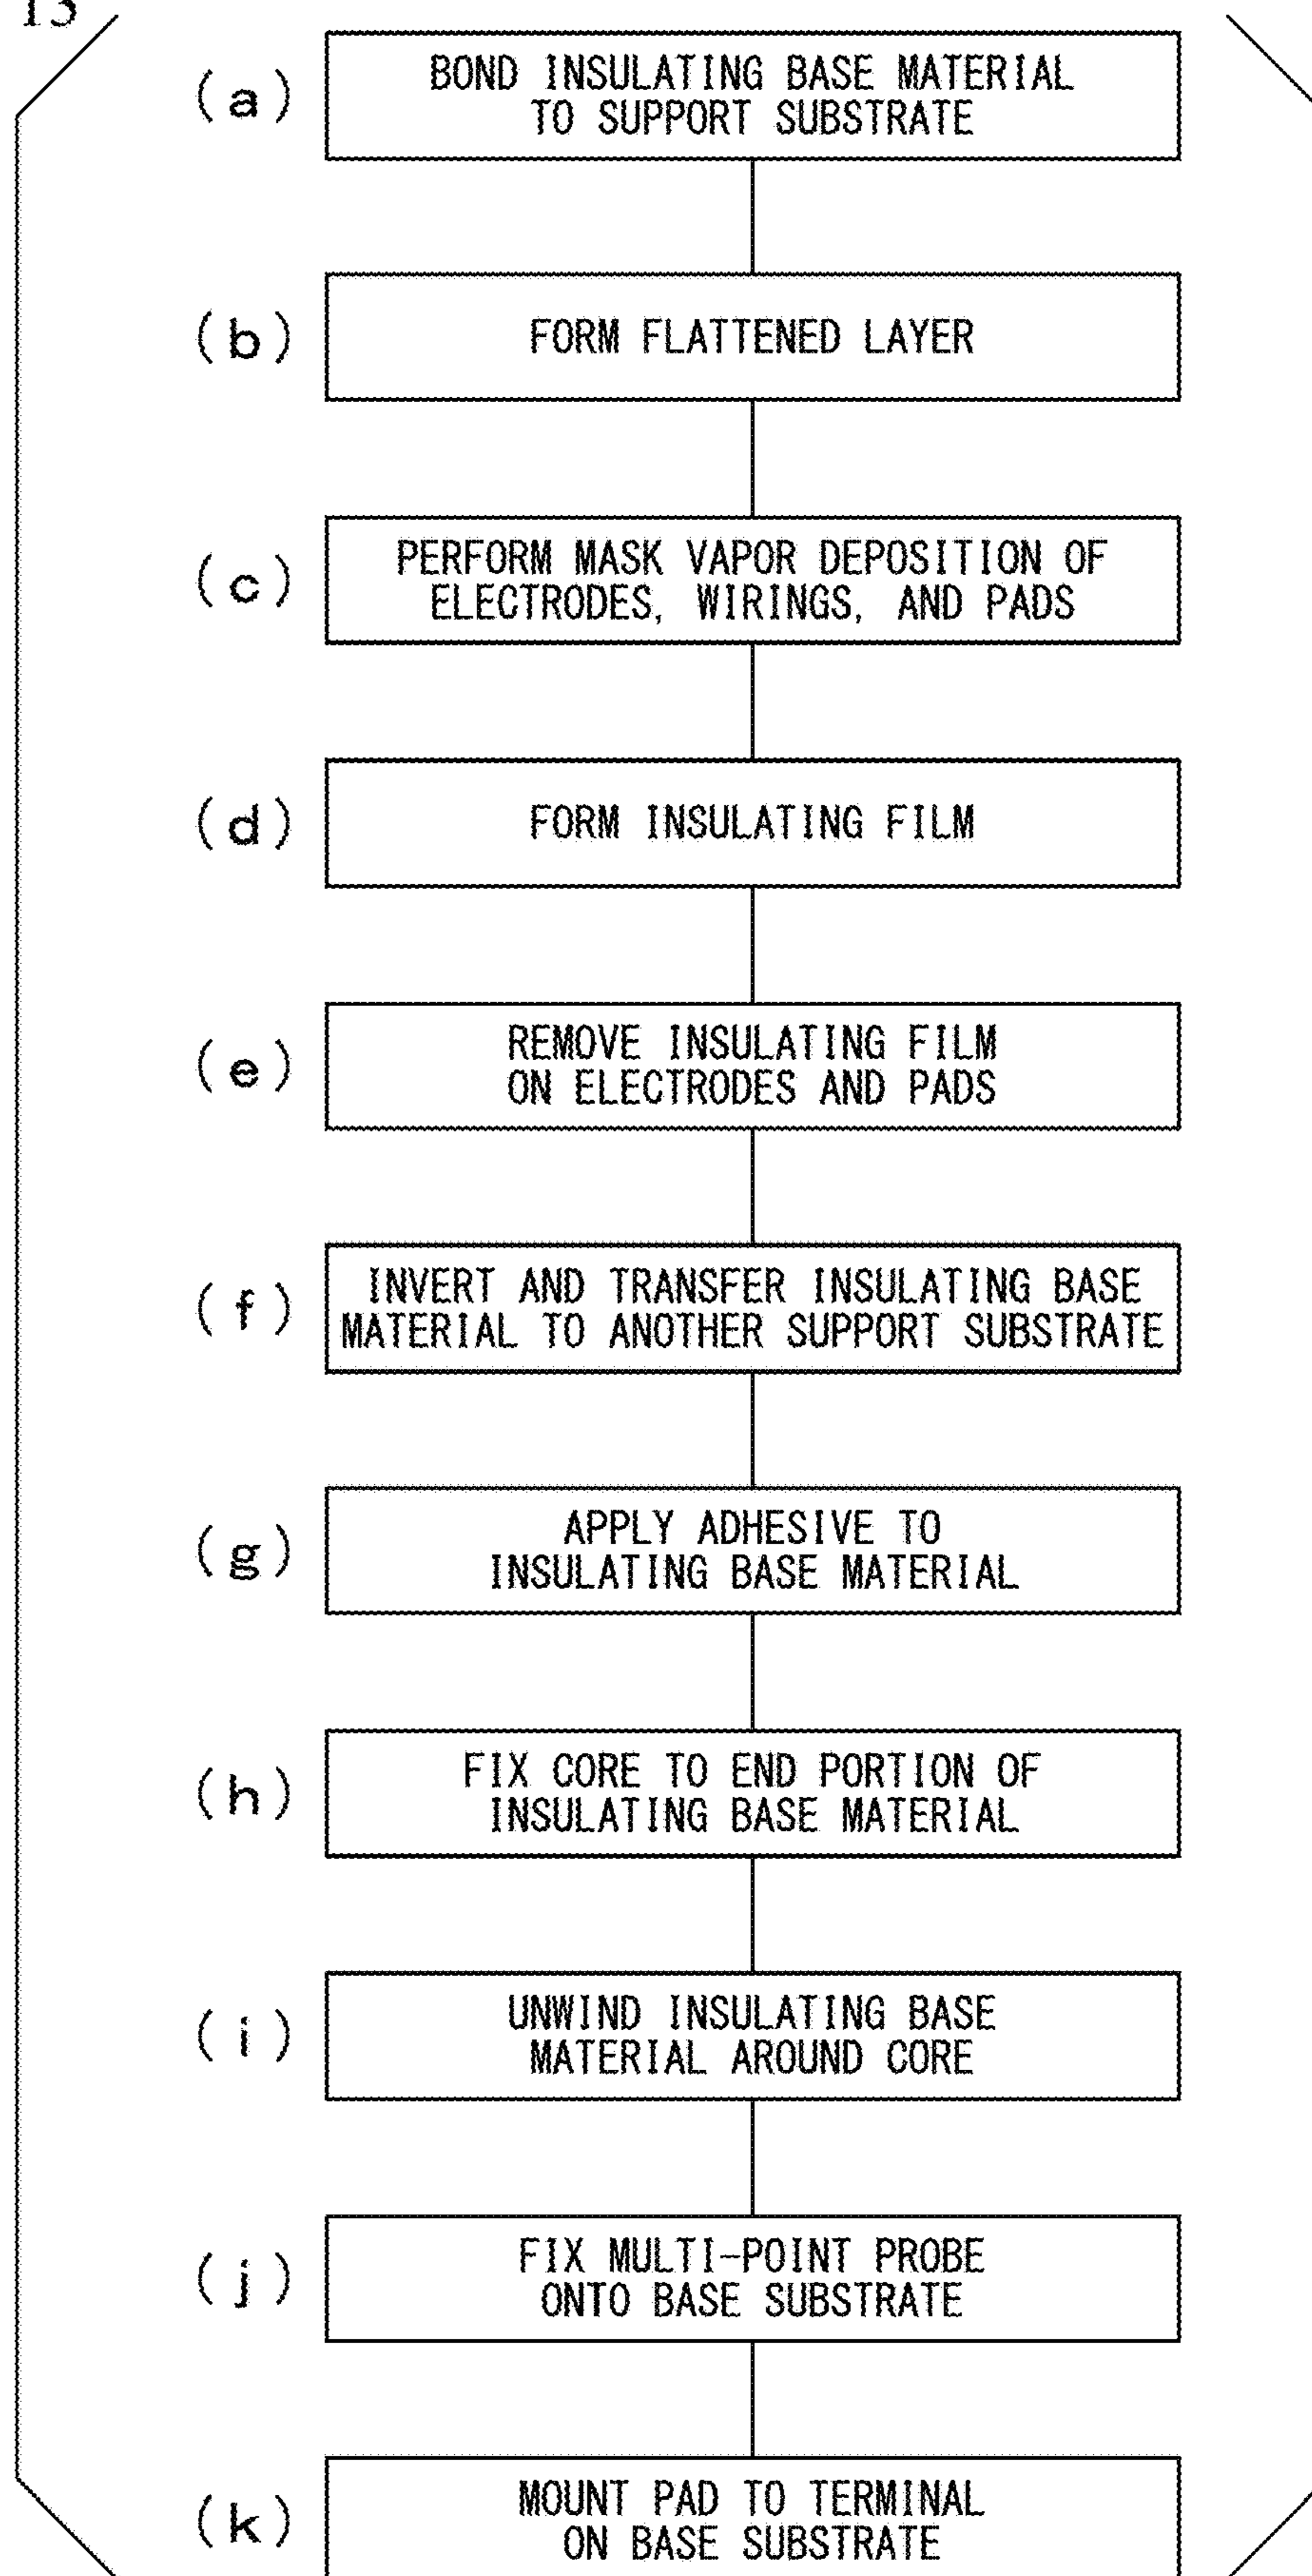 13
(a)
BOND INSULATING BASE MATERIAL
TO SUPPORT SUBSTRATE
(b)
FORM FLATTENED LAYER
(c)
PERFORM MASK VAPOR DEPOSITION OF
ELECTRODES, WIRINGS, AND PADS
(d)
FORM INSULATING FILM
(e)
REMOVE INSULATING FILM
ON ELECTRODES AND PADS
(f)
INVERT AND TRANSFER INSULATING BASE
MATERIAL TO ANOTHER SUPPORT SUBSTRATE
(g)
APPLY ADHESIVE TO
INSULATING BASE MATERIAL
(h)
FIX CORE TO END PORTION OF
INSULATING BASE MATERIAL
(i)
UNWIND INSULATING BASE
MATERIAL AROUND CORE
(j)
FIX MULTI-POINT PROBE
ONTO BASE SUBSTRATE
(k)
MOUNT PAD TO TERMINAL
ON BASE SUBSTRATE